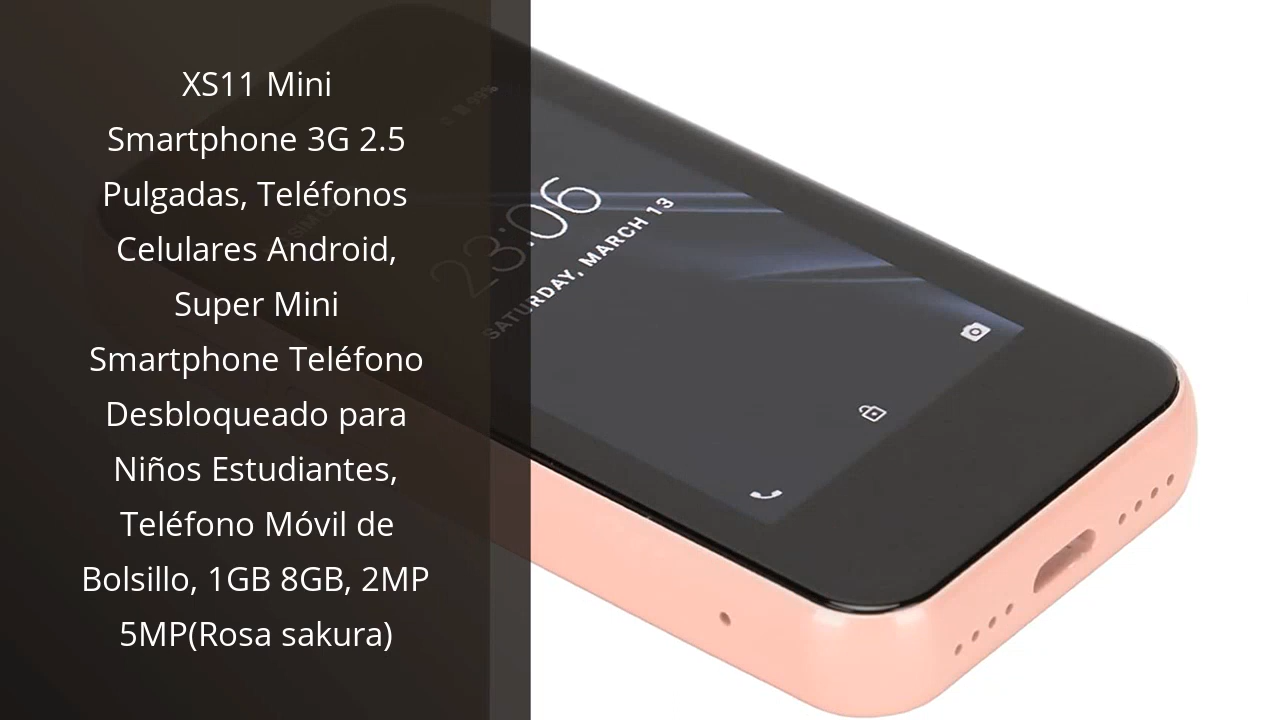 XS11 Mini
Smartphone 3G 2.5
Pulgadas, Teléfonos
Celulares Android,
Super Mini
Smartphone Teléfono
Desbloqueado para
Niños Estudiantes,
Teléfono Móvil de
Bolsillo, 1GB 8GB, 2MP
5MP(Rosa sakura)
99%
23:06
SATURDAY, MARCH 13